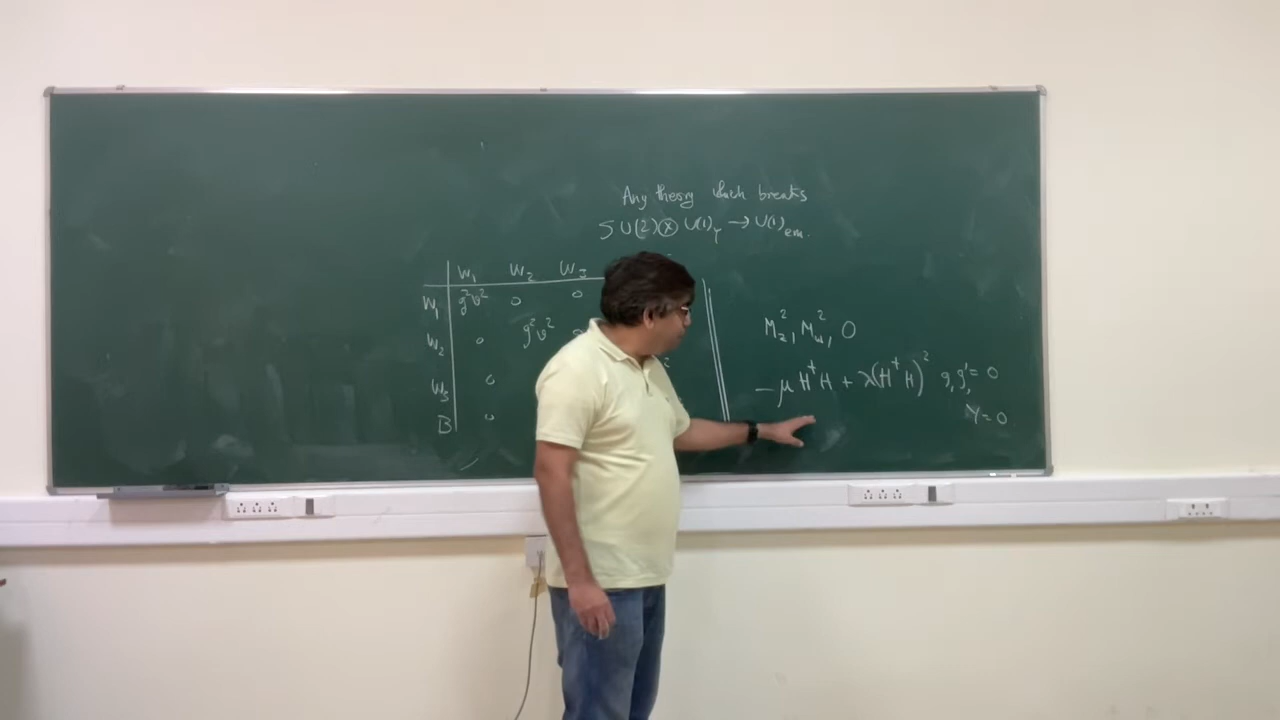 Any theory which breaks
SU(2) ⊗ U(1)_Y → U(1)_em.
W_1 W_2 W_3
W_1 g²v² 0 0
W_2 0 g²v²
W_3 0
B 0
M_Z², M_W², 0
-μ H†H + λ(H†H)² g, g' = 0
Y = 0